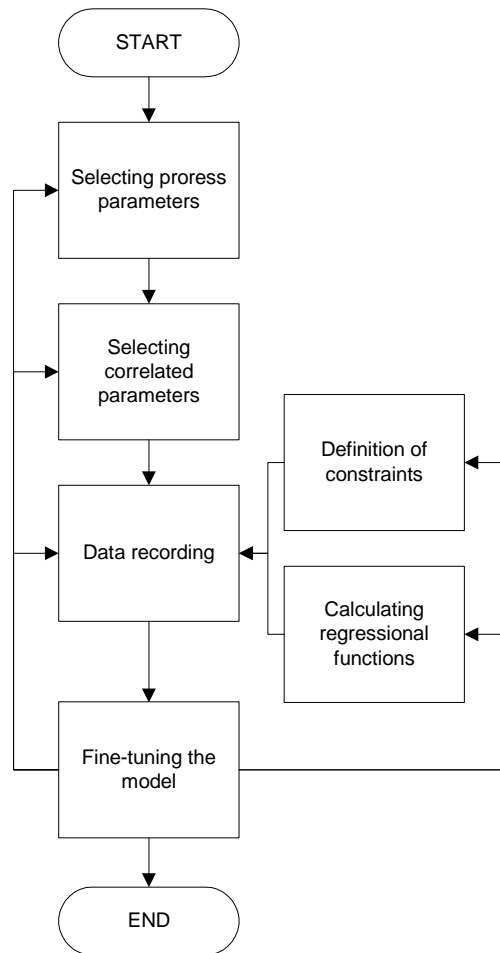 START
Selecting proress
parameters
Selecting
correlated
parameters
Definition of
constraints
Data recording
Calculating
regressional
functions
Fine-tuning the
model
END